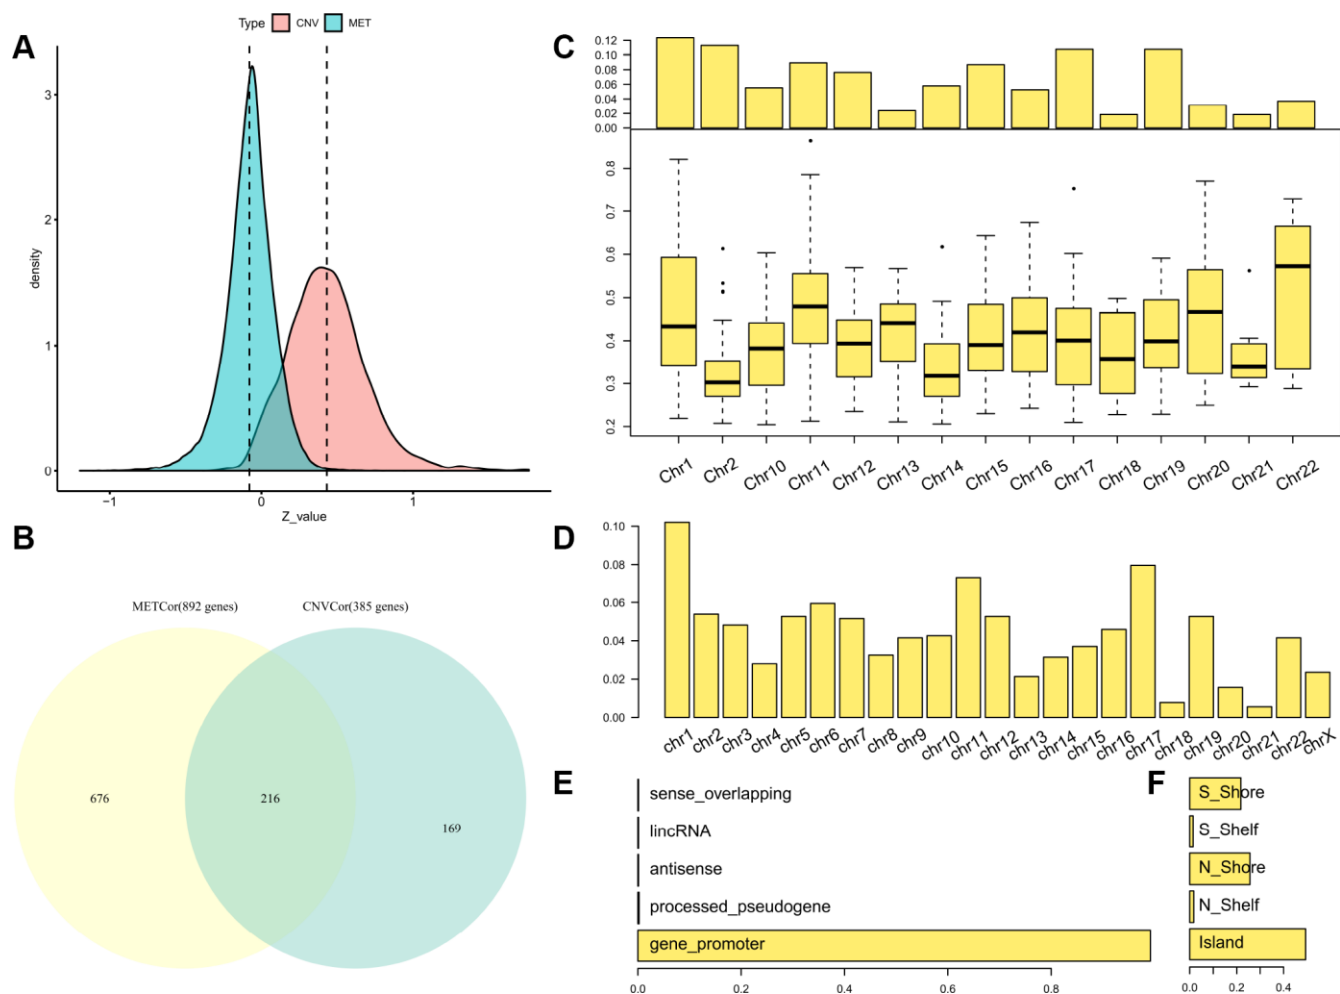 Type CNV MET
A
density
3
2
1
0
−1 0 1
Z_value
B
METCor(892 genes) CNVCor(385 genes)
676 216 169
C
0.12
0.10
0.08
0.06
0.04
0.02
0.00
0.8
0.7
0.6
0.5
0.4
0.3
0.2
Chr1 Chr2 Chr10 Chr11 Chr12 Chr13 Chr14 Chr15 Chr16 Chr17 Chr18 Chr19 Chr20 Chr21 Chr22
D
0.10
0.08
0.06
0.04
0.02
0.00
chr1 chr2 chr3 chr4 chr5 chr6 chr7 chr8 chr9 chr10 chr11 chr12 chr13 chr14 chr15 chr16 chr17 chr18 chr19 chr20 chr21 chr22 chrX
E
sense_overlapping
lincRNA
antisense
processed_pseudogene
gene_promoter
0.0 0.2 0.4 0.6 0.8
F
S_Shore
S_Shelf
N_Shore
N_Shelf
Island
0.0 0.2 0.4